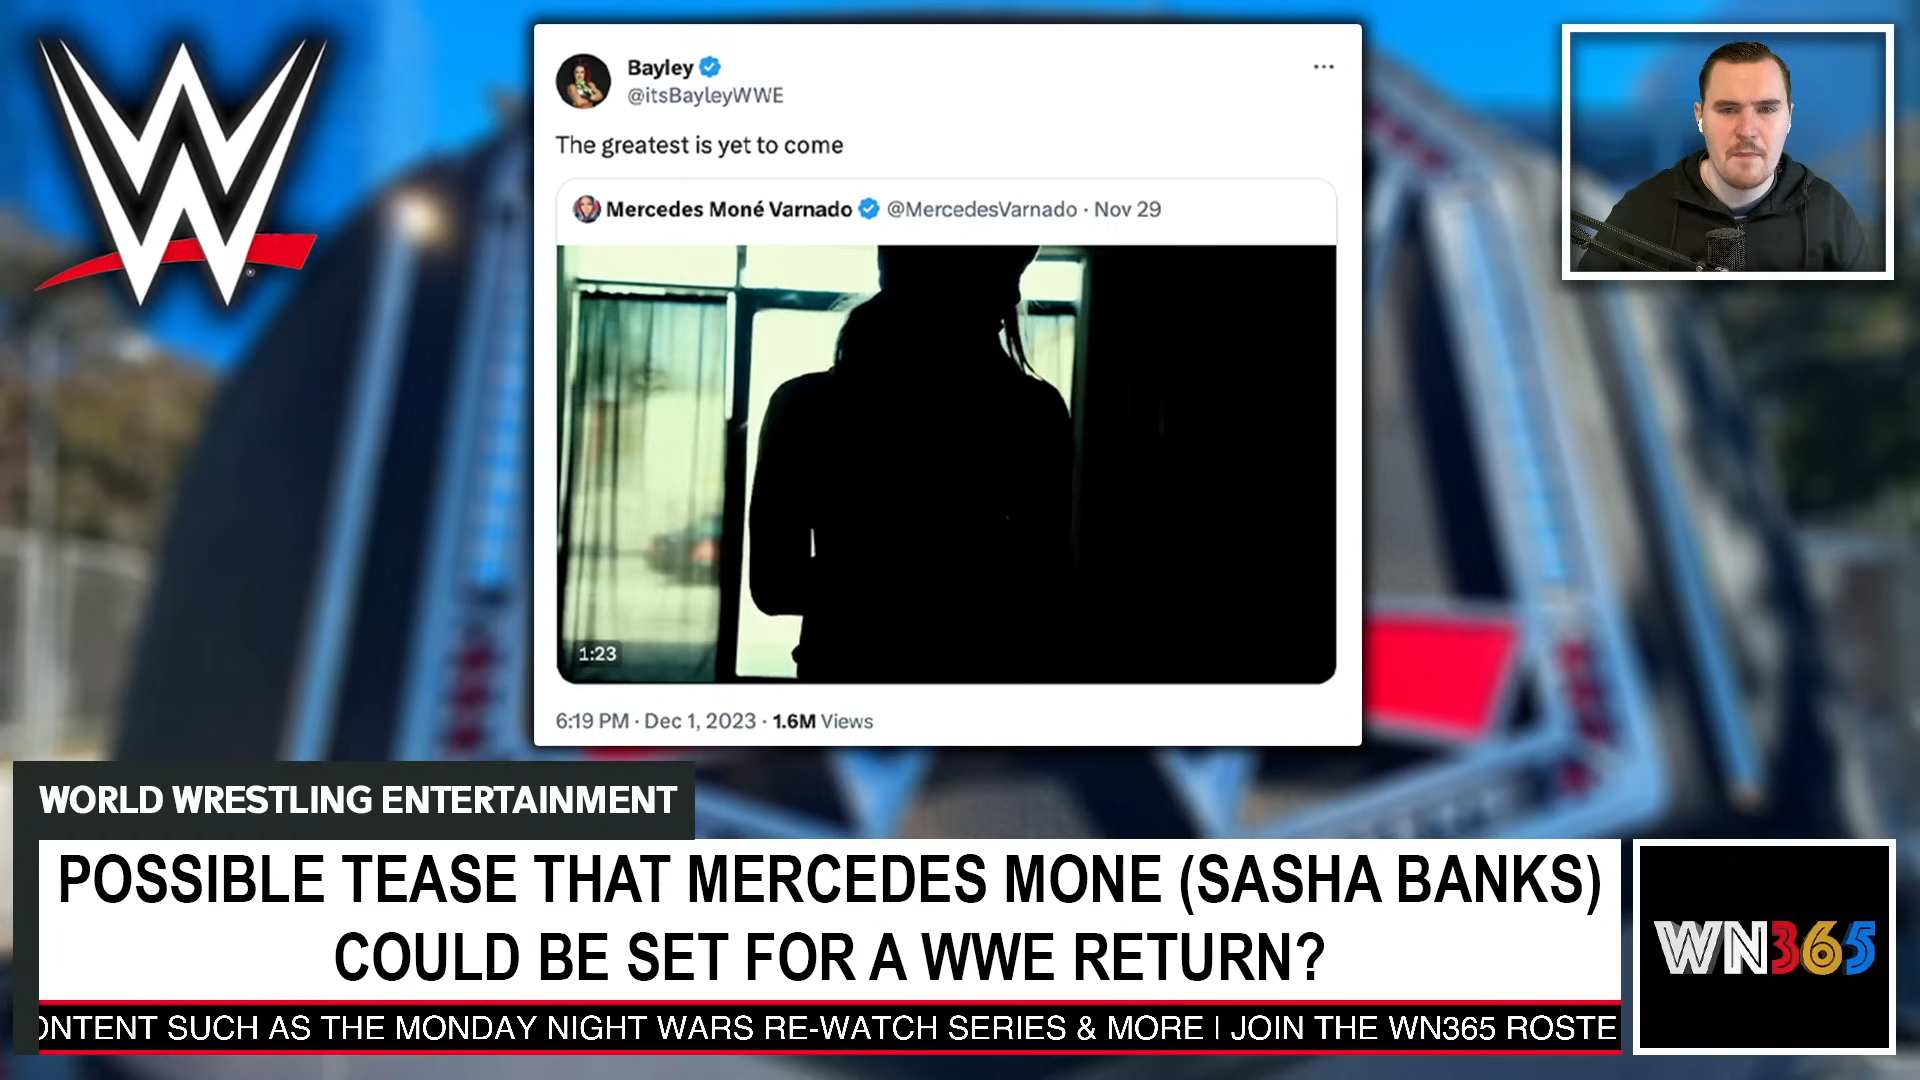 Bayley
@itsBayleyWWE
The greatest is yet to come
Mercedes Moné Varnado @MercedesVarnado · Nov 29
1:23
6:19 PM · Dec 1, 2023 · 1.6M Views
WORLD WRESTLING ENTERTAINMENT
POSSIBLE TEASE THAT MERCEDES MONE (SASHA BANKS)
COULD BE SET FOR A WWE RETURN?
ONTENT SUCH AS THE MONDAY NIGHT WARS RE-WATCH SERIES & MORE | JOIN THE WN365 ROSTE
WN365